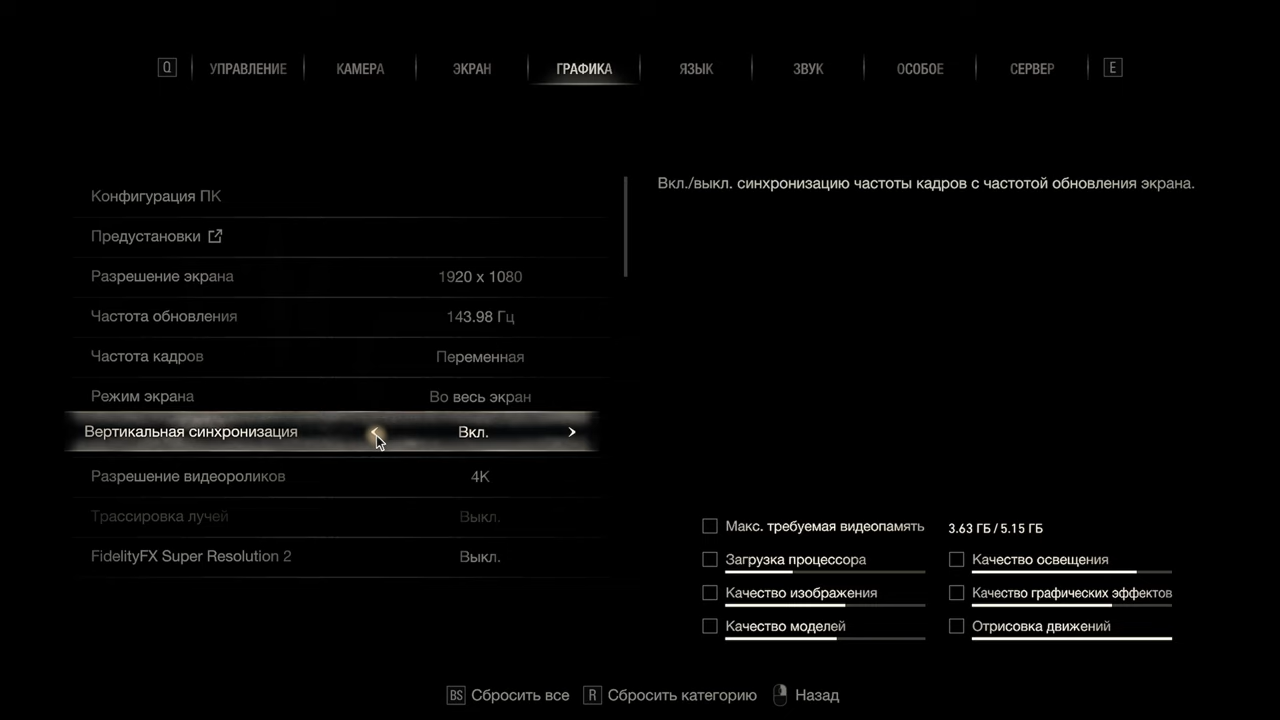 Q УПРАВЛЕНИЕ КАМЕРА ЭКРАН ГРАФИКА ЯЗЫК ЗВУК ОСОБОЕ СЕРВЕР E
Вкл./выкл. синхронизацию частоты кадров с частотой обновления экрана.
Конфигурация ПК
Предустановки
Разрешение экрана 1920 x 1080
Частота обновления 143.98 Гц
Частота кадров Переменная
Режим экрана Во весь экран
Вертикальная синхронизация Вкл.
Разрешение видеороликов 4K
Трассировка лучей Выкл.
FidelityFX Super Resolution 2 Выкл.
Макс. требуемая видеопамять 3.63 ГБ / 5.15 ГБ
Загрузка процессора Качество освещения
Качество изображения Качество графических эффектов
Качество моделей Отрисовка движений
BS Сбросить все R Сбросить категорию Назад